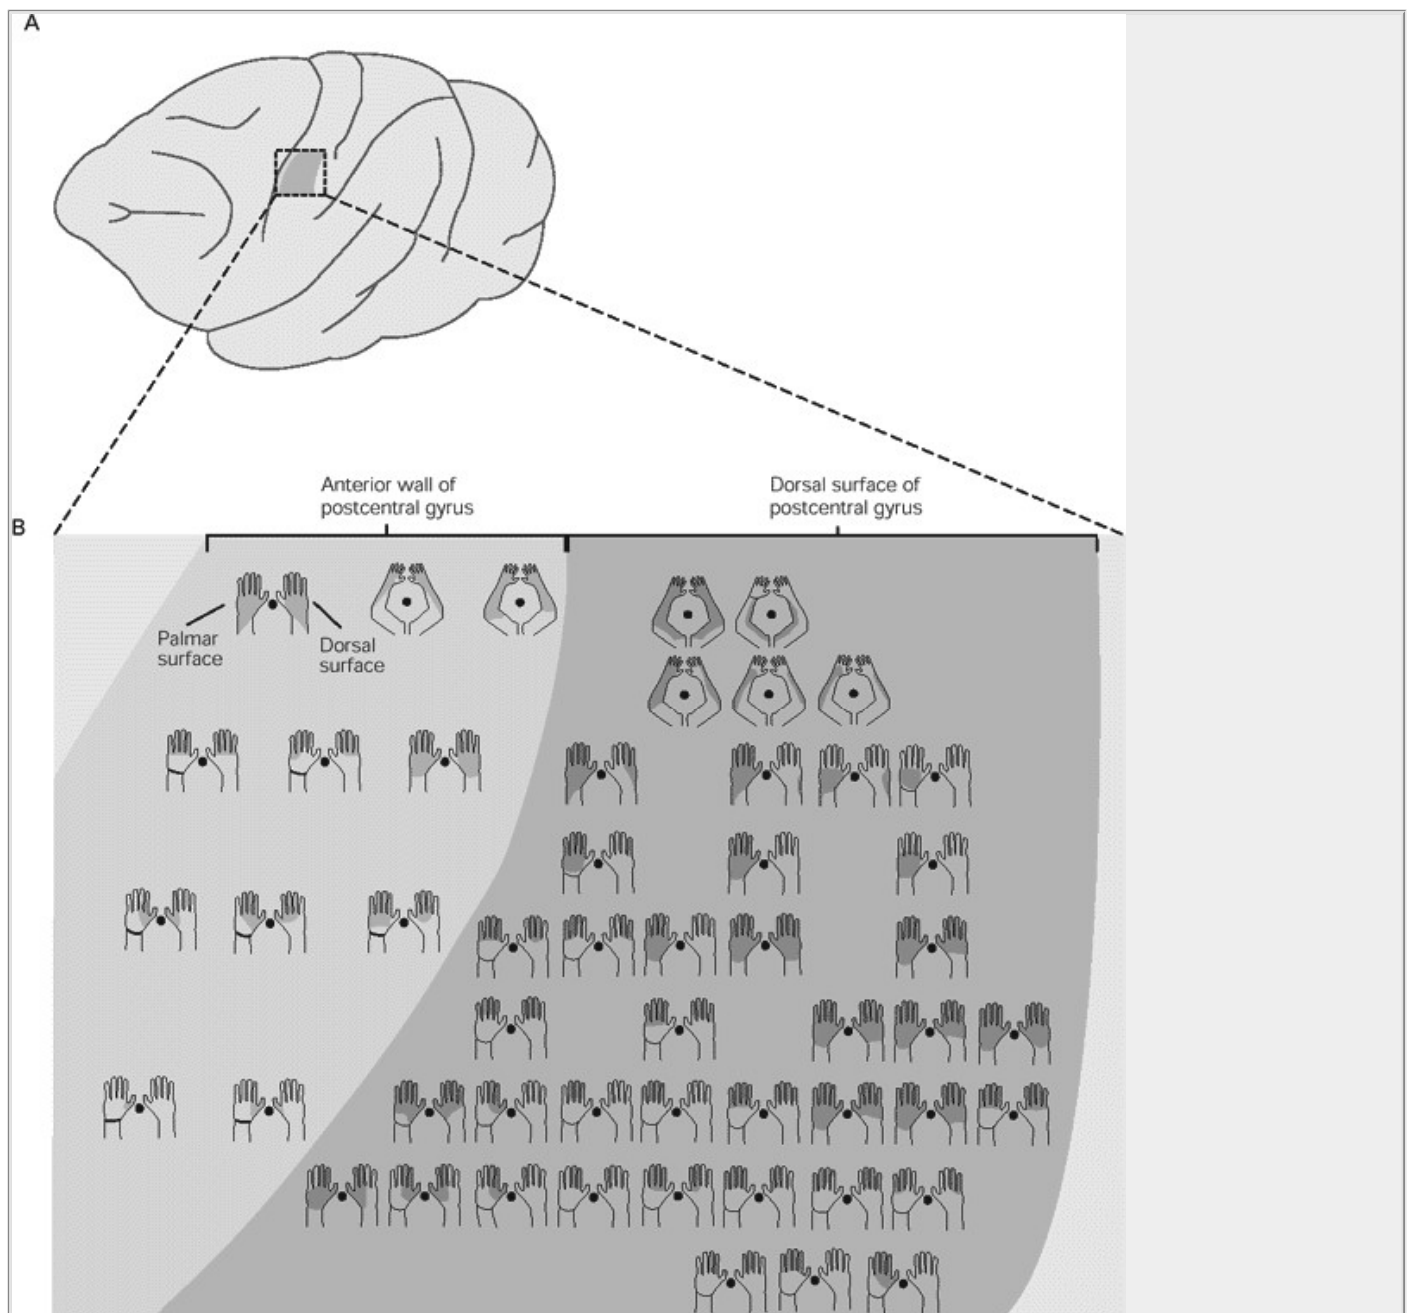 A
Anterior wall of
postcentral gyrus
Dorsal surface of
postcentral gyrus
B
Palmar
surface
Dorsal
surface